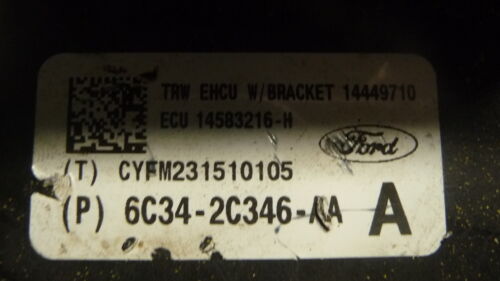 TRW EHCU W/BRACKET 14449710
ECU 14583216-H
Ford
(T) CYFM231510105
(P) 6C34-2C346-AA A